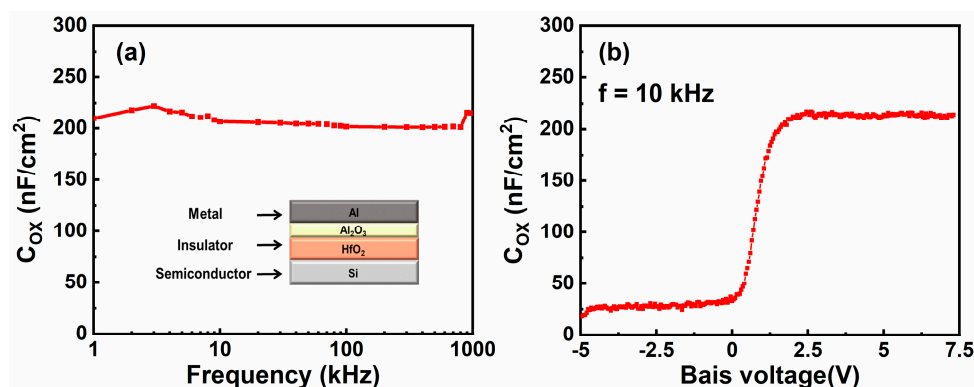 (a)
C_OX (nF/cm²)
300
250
200
150
100
50
0
Metal
Insulator
Semiconductor
Al
Al₂O₃
HfO₂
Si
1
10
100
1000
Frequency (kHz)
(b)
f = 10 kHz
C_OX (nF/cm²)
300
250
200
150
100
50
0
-5
-2.5
0
2.5
5
7.5
Bais voltage(V)